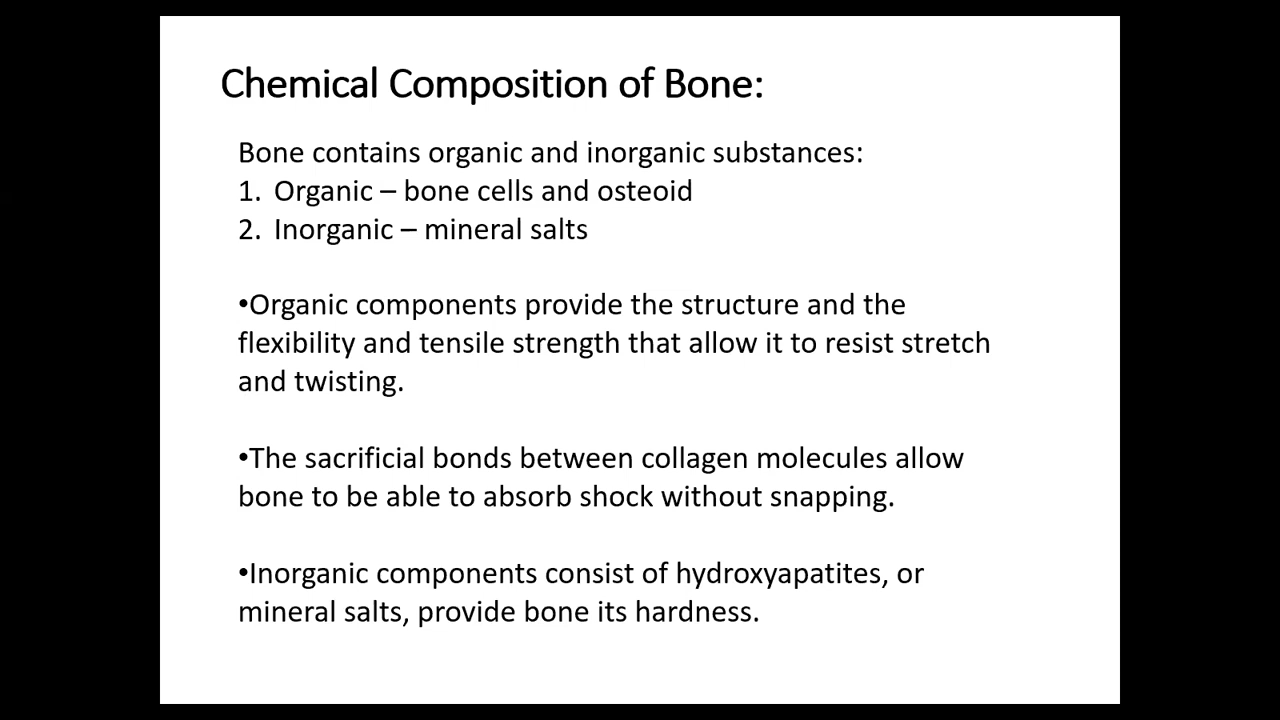 Chemical Composition of Bone:
Bone contains organic and inorganic substances:
1. Organic – bone cells and osteoid
2. Inorganic – mineral salts
•Organic components provide the structure and the
flexibility and tensile strength that allow it to resist stretch
and twisting.
•The sacrificial bonds between collagen molecules allow
bone to be able to absorb shock without snapping.
•Inorganic components consist of hydroxyapatites, or
mineral salts, provide bone its hardness.